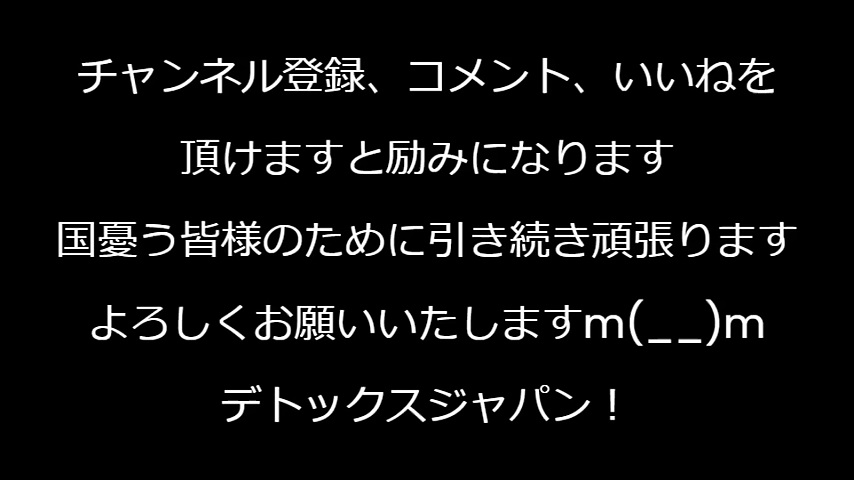 チャンネル登録、コメント、いいねを
頂けますと励みになります
国憂う皆様のために引き続き頑張ります
よろしくお願いいたしますm(__)m
デトックスジャパン！